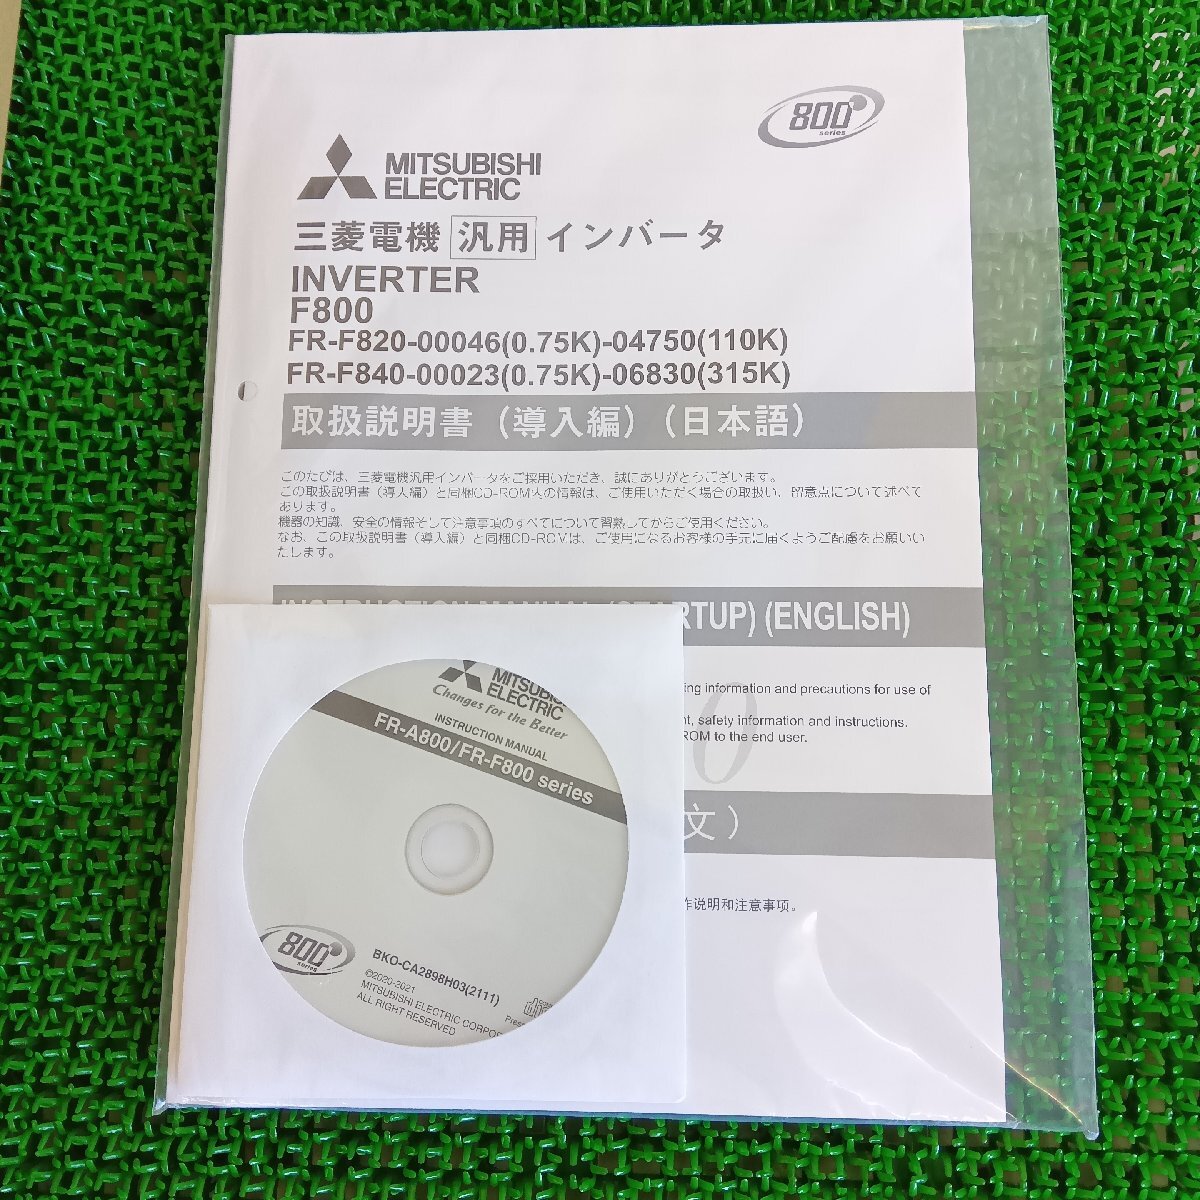 800
series
MITSUBISHI
ELECTRIC
三菱電機 汎用 インバータ
INVERTER
F800
FR-F820-00046(0.75K)-04750(110K)
FR-F840-00023(0.75K)-06830(315K)
取扱説明書（導入編）（日本語）
このたびは、三菱電機汎用インバータをご採用いただき、誠にありがとうございます。
この取扱説明書（導入編）と同梱CD-ROM内の情報は、ご使用いただく場合の取扱い、留意点について述べて
あります。
機器の知識、安全の情報そして注意事項のすべてについて習熟してからご使用ください。
なお、この取扱説明書（導入編）と同梱CD-ROMは、ご使用になるお客様の手元に届くようご配慮をお願いい
たします。
INSTRUCTION MANUAL (STARTUP) (ENGLISH)
ing information and precautions for use of
nt, safety information and instructions.
ROM to the end user.
文）
作说明和注意事项。
MITSUBISHI
ELECTRIC
Changes for the Better
INSTRUCTION MANUAL
FR-A800/FR-F800 series
800
series
BKO-CA2898H03(2111)
©2020-2021
MITSUBISHI ELECTRIC CORPO
ALL RIGHT RESERVED